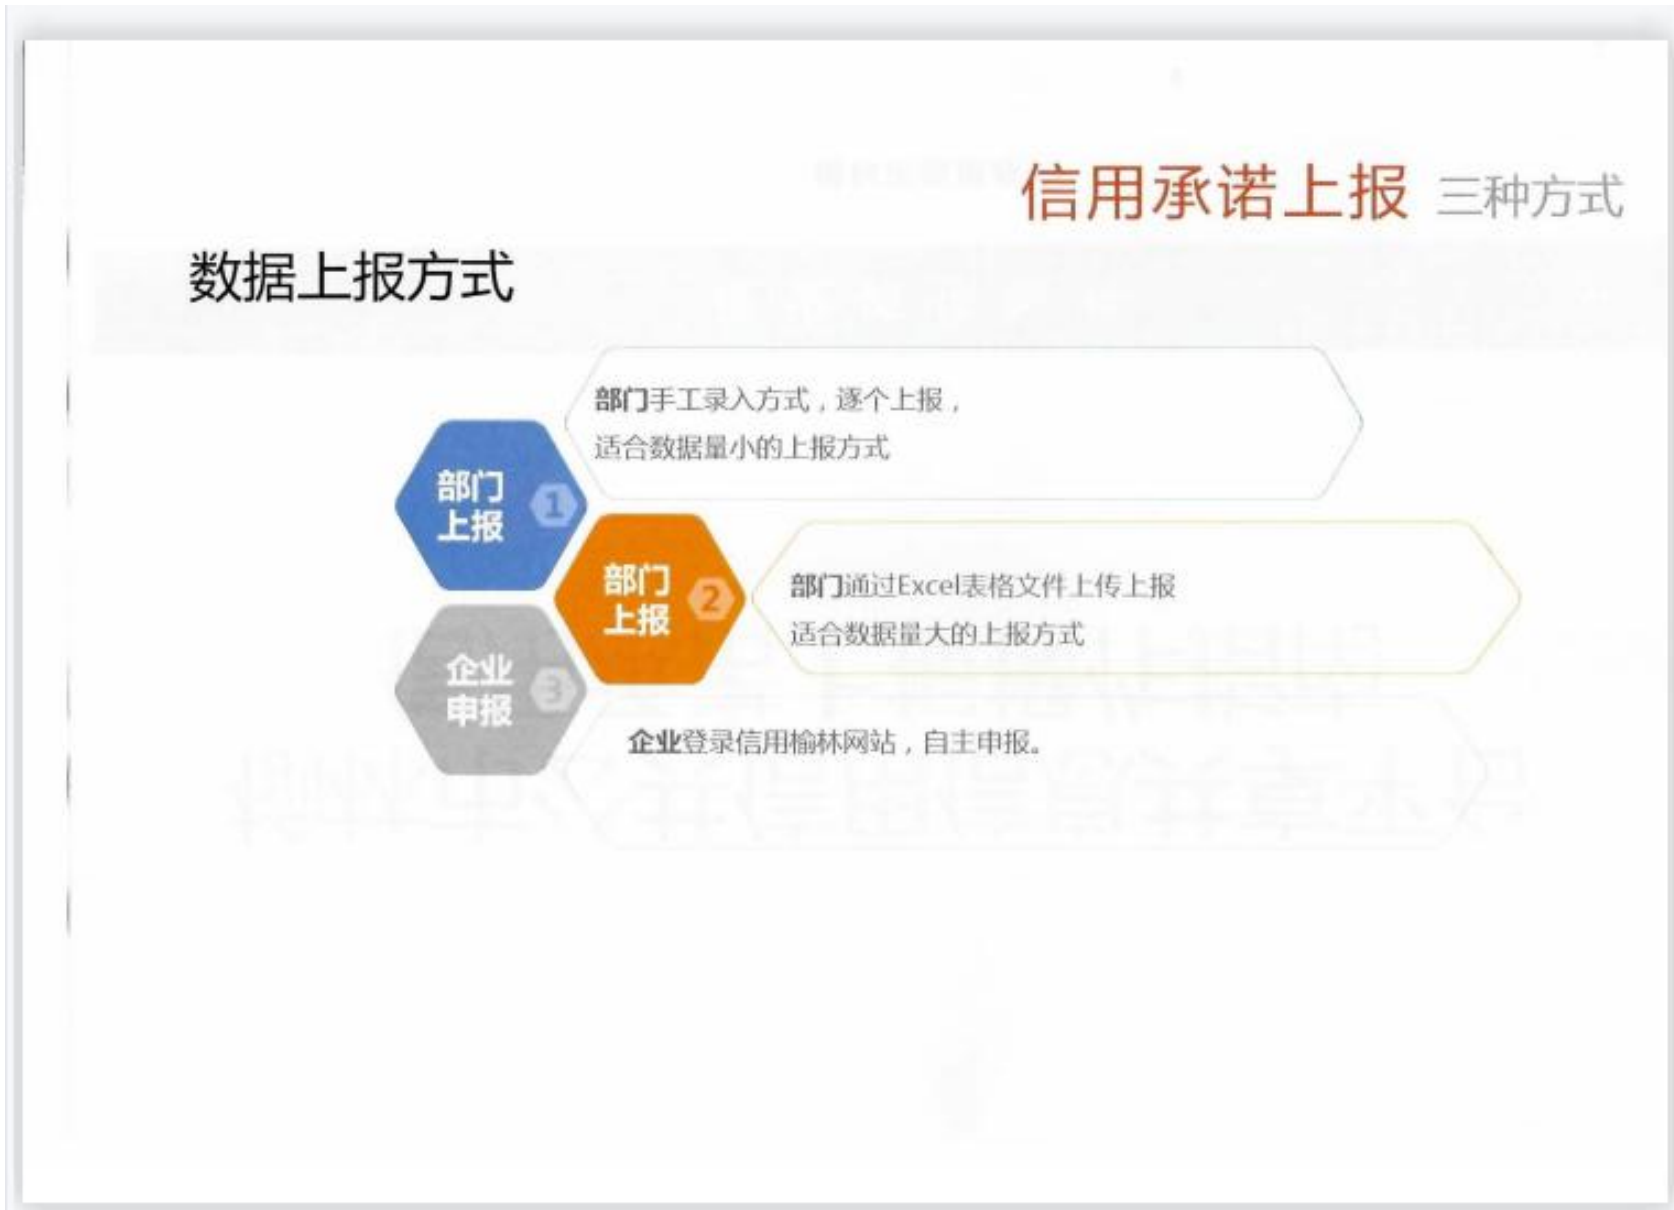 信用承诺上报 三种方式
数据上报方式
部门手工录入方式，逐个上报，
适合数据量小的上报方式
部门
上报
1
部门
上报
2
部门通过Excel表格文件上传上报
适合数据量大的上报方式
企业
申报
3
企业登录信用榆林网站，自主申报。